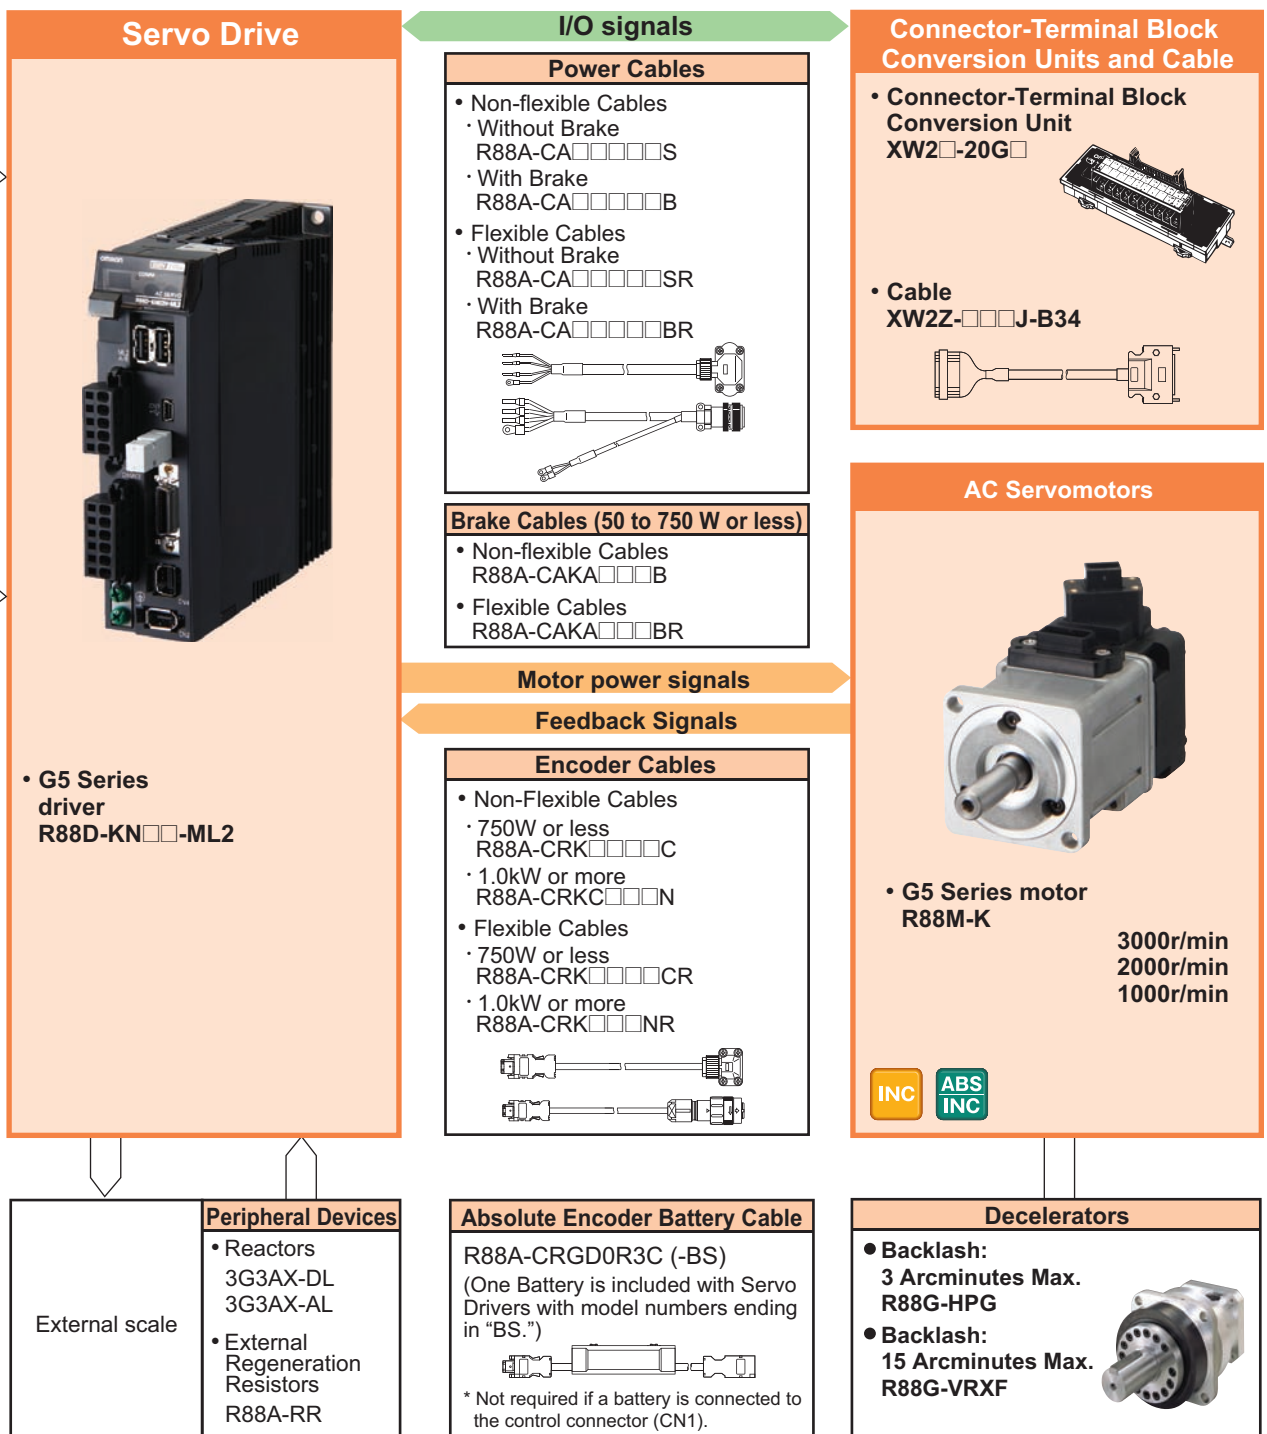 Servo Drive
omron
• G5 Series
driver
R88D-KN□□-ML2
I/O signals
Power Cables
• Non-flexible Cables
· Without Brake
R88A-CA□□□□□S
· With Brake
R88A-CA□□□□□B
• Flexible Cables
· Without Brake
R88A-CA□□□□□SR
· With Brake
R88A-CA□□□□□BR
Brake Cables (50 to 750 W or less)
• Non-flexible Cables
R88A-CAKA□□□B
• Flexible Cables
R88A-CAKA□□□BR
Motor power signals
Feedback Signals
Encoder Cables
• Non-Flexible Cables
· 750W or less
R88A-CRK□□□□C
· 1.0kW or more
R88A-CRKC□□□N
• Flexible Cables
· 750W or less
R88A-CRK□□□□CR
· 1.0kW or more
R88A-CRK□□□NR
Connector-Terminal Block
Conversion Units and Cable
• Connector-Terminal Block
Conversion Unit
XW2□-20G□
• Cable
XW2Z-□□□J-B34
AC Servomotors
• G5 Series motor
R88M-K
3000r/min
2000r/min
1000r/min
INC
ABS
INC
External scale
Peripheral Devices
• Reactors
3G3AX-DL
3G3AX-AL
• External
Regeneration
Resistors
R88A-RR
Absolute Encoder Battery Cable
R88A-CRGD0R3C (-BS)
(One Battery is included with Servo
Drivers with model numbers ending
in “BS.”)
* Not required if a battery is connected to
the control connector (CN1).
Decelerators
● Backlash:
3 Arcminutes Max.
R88G-HPG
● Backlash:
15 Arcminutes Max.
R88G-VRXF